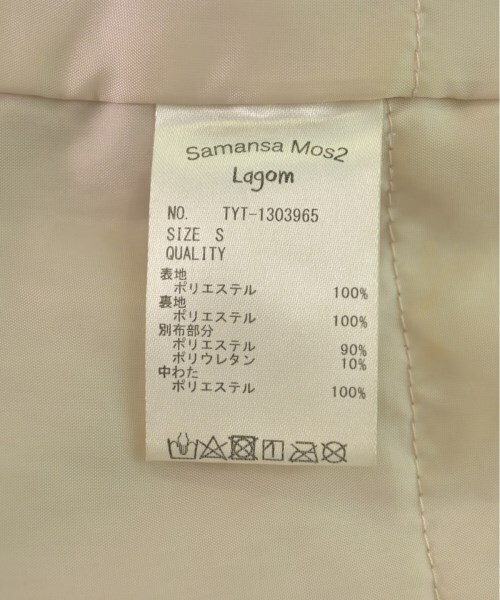 Samansa Mos2
Lagom
NO. TYT-1303965
SIZE S
QUALITY
表地
ポリエステル 100%
裏地
ポリエステル 100%
別布部分
ポリエステル 90%
ポリウレタン 10%
中わた
ポリエステル 100%